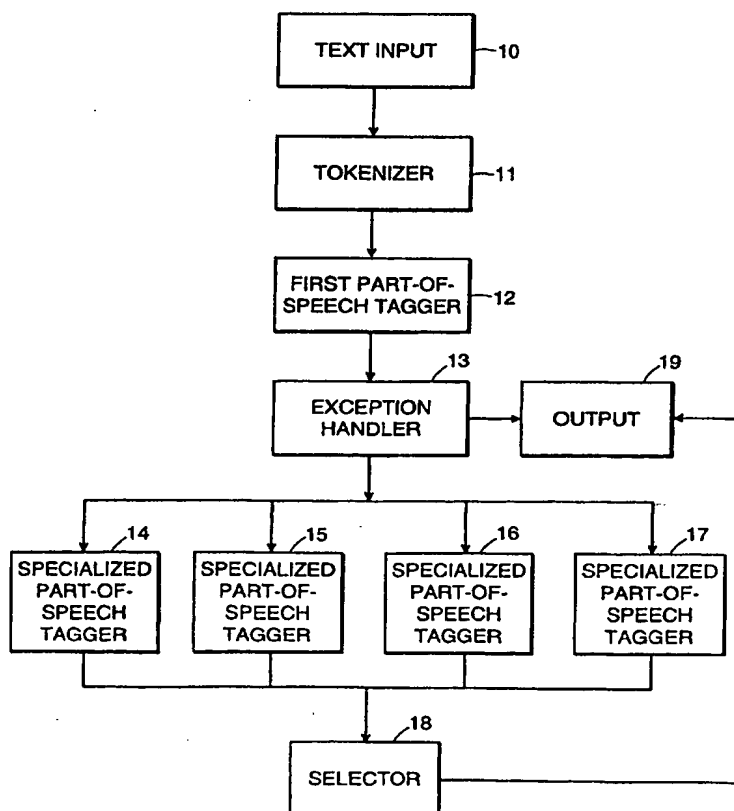 TEXT INPUT
10
TOKENIZER
11
FIRST PART-OF-
SPEECH TAGGER
12
13
EXCEPTION
HANDLER
19
OUTPUT
14
SPECIALIZED
PART-OF-
SPEECH
TAGGER
15
SPECIALIZED
PART-OF-
SPEECH
TAGGER
16
SPECIALIZED
PART-OF-
SPEECH
TAGGER
17
SPECIALIZED
PART-OF-
SPEECH
TAGGER
18
SELECTOR